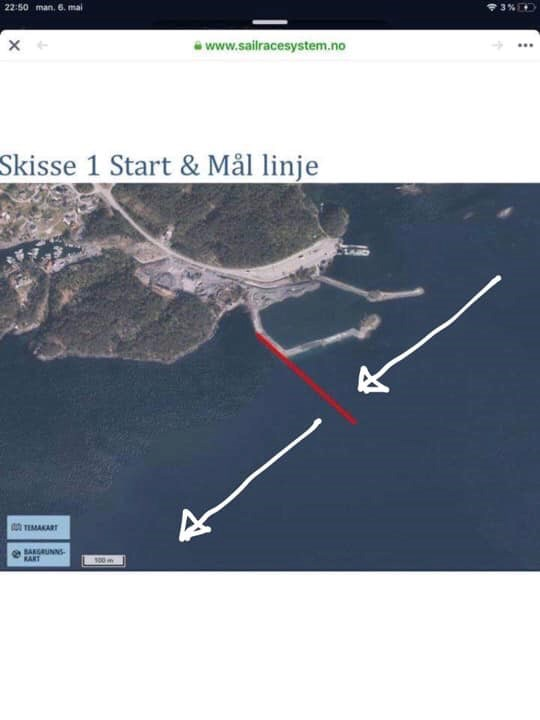 22:50 man. 6. mai
3 %
www.sailracesystem.no
Skisse 1 Start & Mål linje
TEMAKART
BAKGRUNNS-
KART
100 m